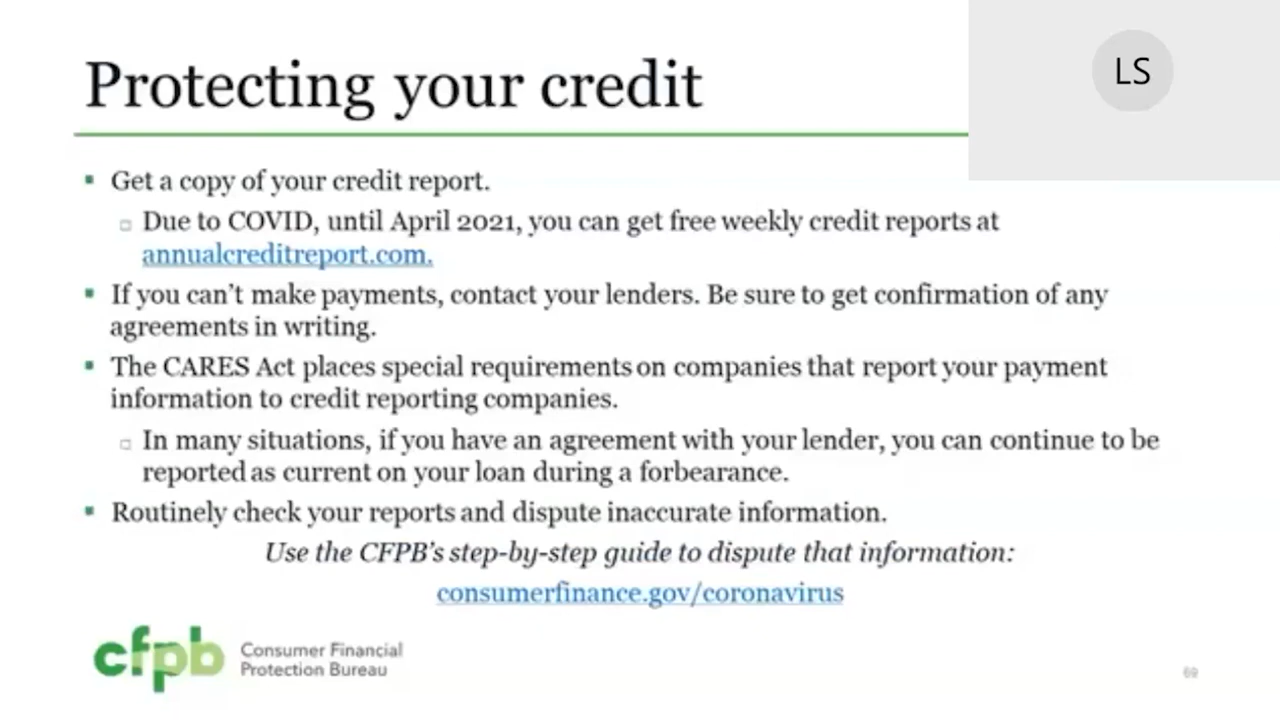 Protecting your credit
LS
Get a copy of your credit report.
Due to COVID, until April 2021, you can get free weekly credit reports at
annualcreditreport.com.
If you can't make payments, contact your lenders. Be sure to get confirmation of any
agreements in writing.
The CARES Act places special requirements on companies that report your payment
information to credit reporting companies.
In many situations, if you have an agreement with your lender, you can continue to be
reported as current on your loan during a forbearance.
Routinely check your reports and dispute inaccurate information.
Use the CFPB's step-by-step guide to dispute that information:
consumerfinance.gov/coronavirus
cfpb
Consumer Financial
Protection Bureau